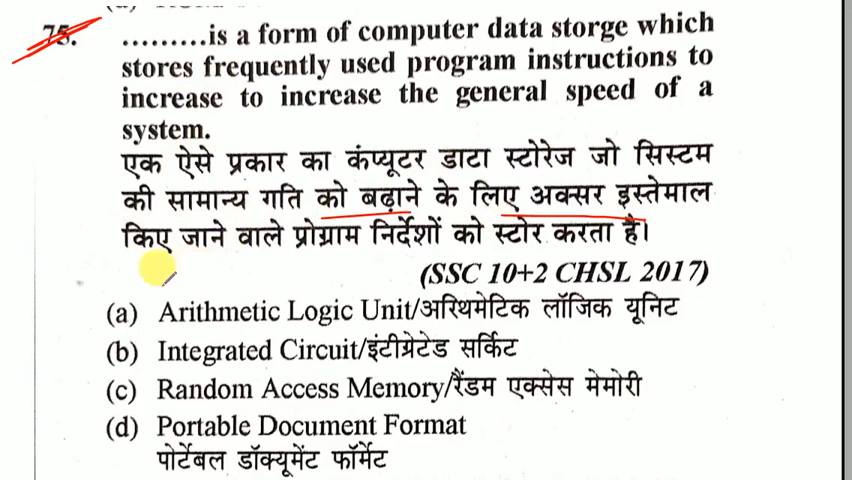 75. .........is a form of computer data storge which
stores frequently used program instructions to
increase to increase the general speed of a
system.
एक ऐसे प्रकार का कंप्यूटर डाटा स्टोरेज जो सिस्टम
की सामान्य गति को बढ़ाने के लिए अक्सर इस्तेमाल
किए जाने वाले प्रोग्राम निर्देशों को स्टोर करता है।
(SSC 10+2 CHSL 2017)
(a) Arithmetic Logic Unit/अरिथमेटिक लॉजिक यूनिट
(b) Integrated Circuit/इंटीग्रेटेड सर्किट
(c) Random Access Memory/रैंडम एक्सेस मेमोरी
(d) Portable Document Format
पोर्टेबल डॉक्यूमेंट फॉर्मेट